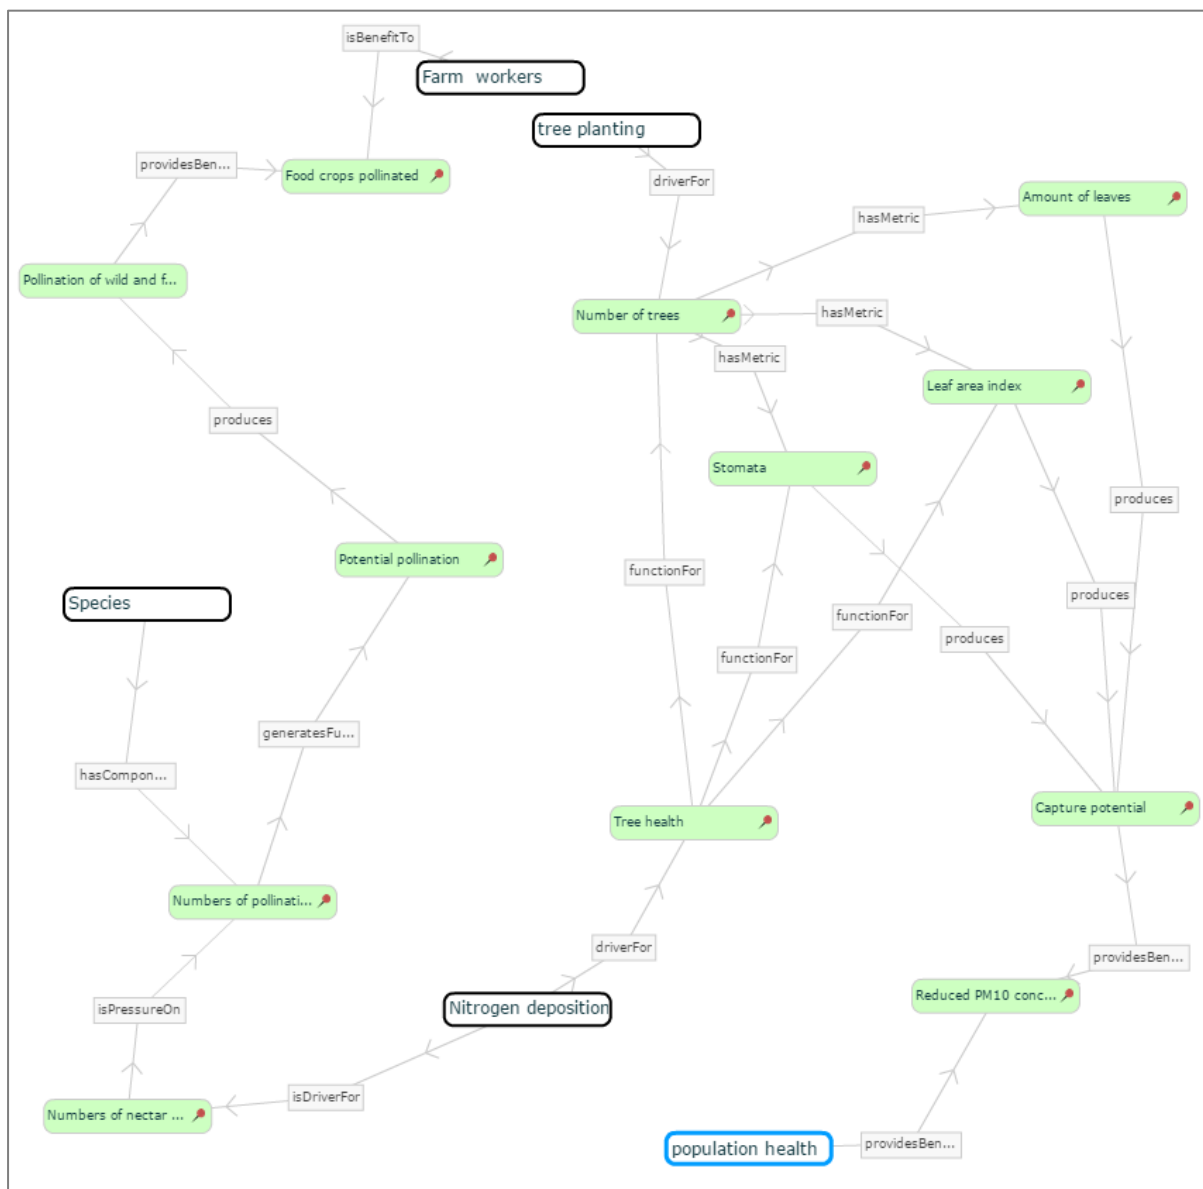 isBenefitTo
Farm  workers
tree planting
providesBen...
Food crops pollinated
driverFor
Amount of leaves
hasMetric
Pollination of wild and f...
Number of trees
hasMetric
hasMetric
Leaf area index
produces
Stomata
produces
Potential pollination
functionFor
produces
Species
functionFor
produces
functionFor
generatesFu...
hasCompon...
Tree health
Capture potential
Numbers of pollinati...
driverFor
providesBen...
Reduced PM10 conc...
isPressureOn
Nitrogen deposition
isDriverFor
Numbers of nectar ...
population health
providesBen...